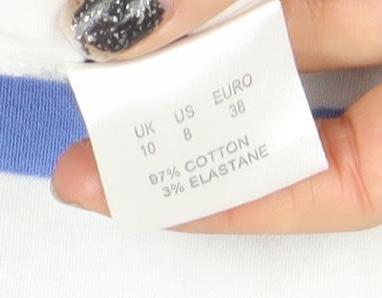 UK US EURO
10 8 38
97% COTTON
3% ELASTANE